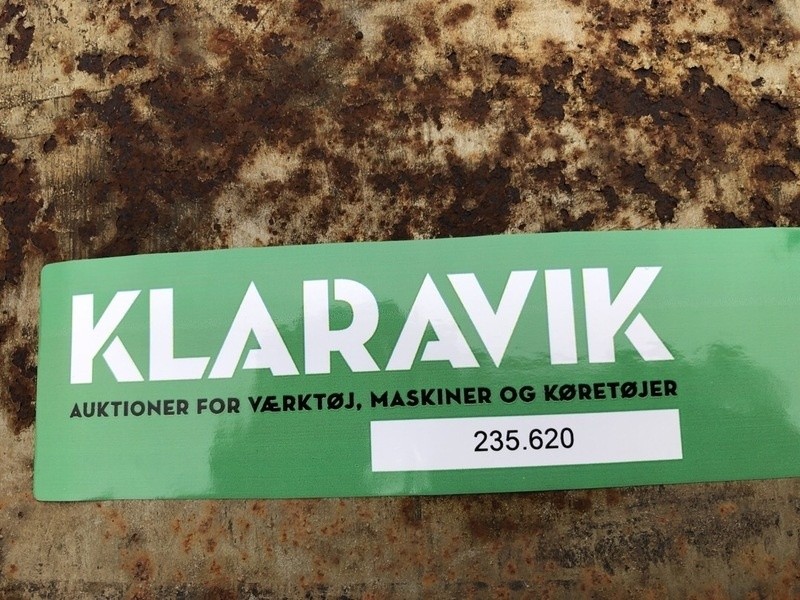 KLARAVIK
AUKTIONER FOR VÆRKTØJ, MASKINER OG KØRETØJER
235.620